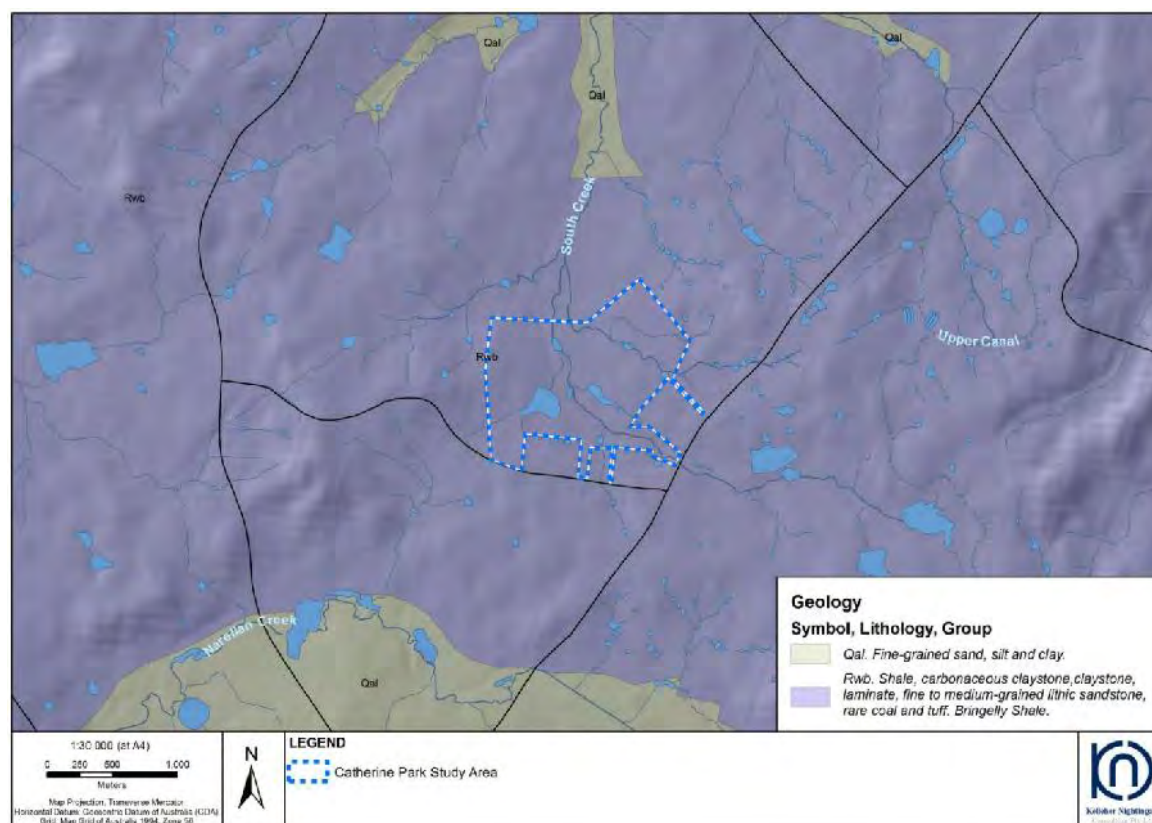 Qal
Qal
Qal
Rwb
South Creek
Upper Canal
Rwb
Narellan Creek
Qal
Geology
Symbol, Lithology, Group
Qal. Fine-grained sand, silt and clay.
Rwb. Shale, carbonaceous claystone,claystone,
laminate, fine to medium-grained lithic sandstone,
rare coal and tuff. Bringelly Shale.
1:30 000 (at A4)
0 250 500 1,000
Meters
Map Projection: Transverse Mercator
Horizontal Datum: Geocentric Datum of Australia (GDA)
Grid: Map Grid of Australia 1994, Zone 56
N
LEGEND
Catherine Park Study Area
Kelleher Nightingale